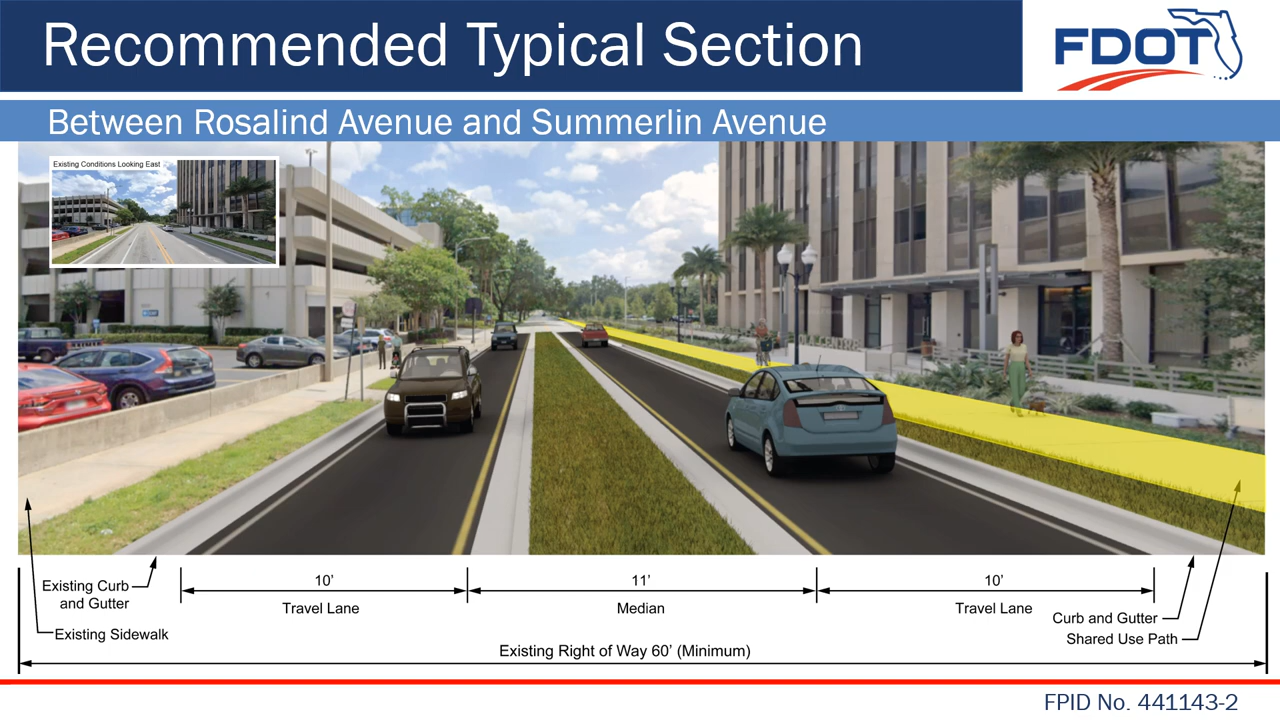 Recommended Typical Section
FDOT
Between Rosalind Avenue and Summerlin Avenue
Existing Conditions Looking East
Existing Curb
and Gutter
Existing Sidewalk
10’
Travel Lane
11’
Median
10’
Travel Lane
Curb and Gutter
Shared Use Path
Existing Right of Way 60’ (Minimum)
FPID No. 441143-2